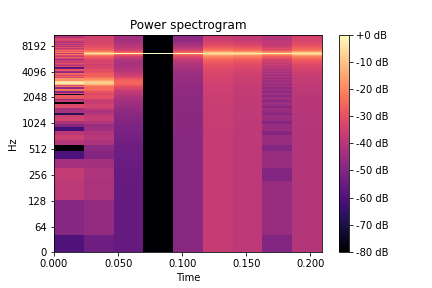 Power spectrogram
Hz
8192
4096
2048
1024
512
256
128
64
0
0.000
0.050
0.100
0.150
0.200
Time
+0 dB
-10 dB
-20 dB
-30 dB
-40 dB
-50 dB
-60 dB
-70 dB
-80 dB